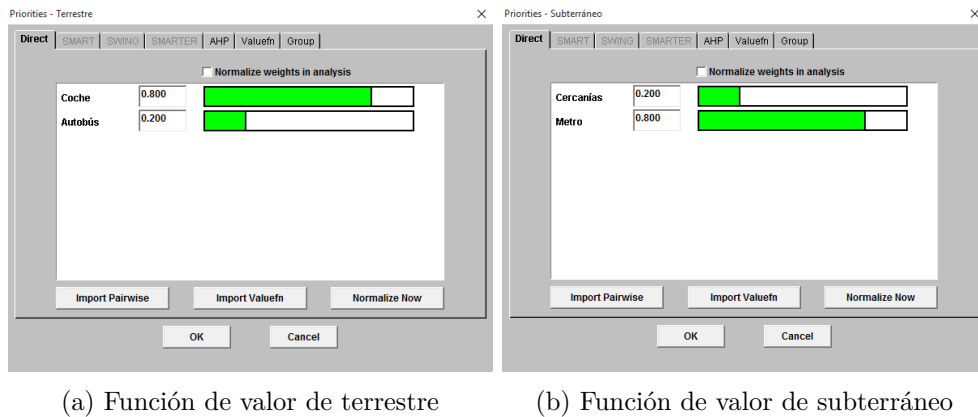 Priorities - Terrestre
Direct SMART SWING SMARTER AHP Valuefn Group
Normalize weights in analysis
Coche 0.800
Autobús 0.200
Import Pairwise Import Valuefn Normalize Now
OK Cancel
(a) Función de valor de terrestre
Priorities - Subterráneo
Direct SMART SWING SMARTER AHP Valuefn Group
Normalize weights in analysis
Cercanías 0.200
Metro 0.800
Import Pairwise Import Valuefn Normalize Now
OK Cancel
(b) Función de valor de subterráneo